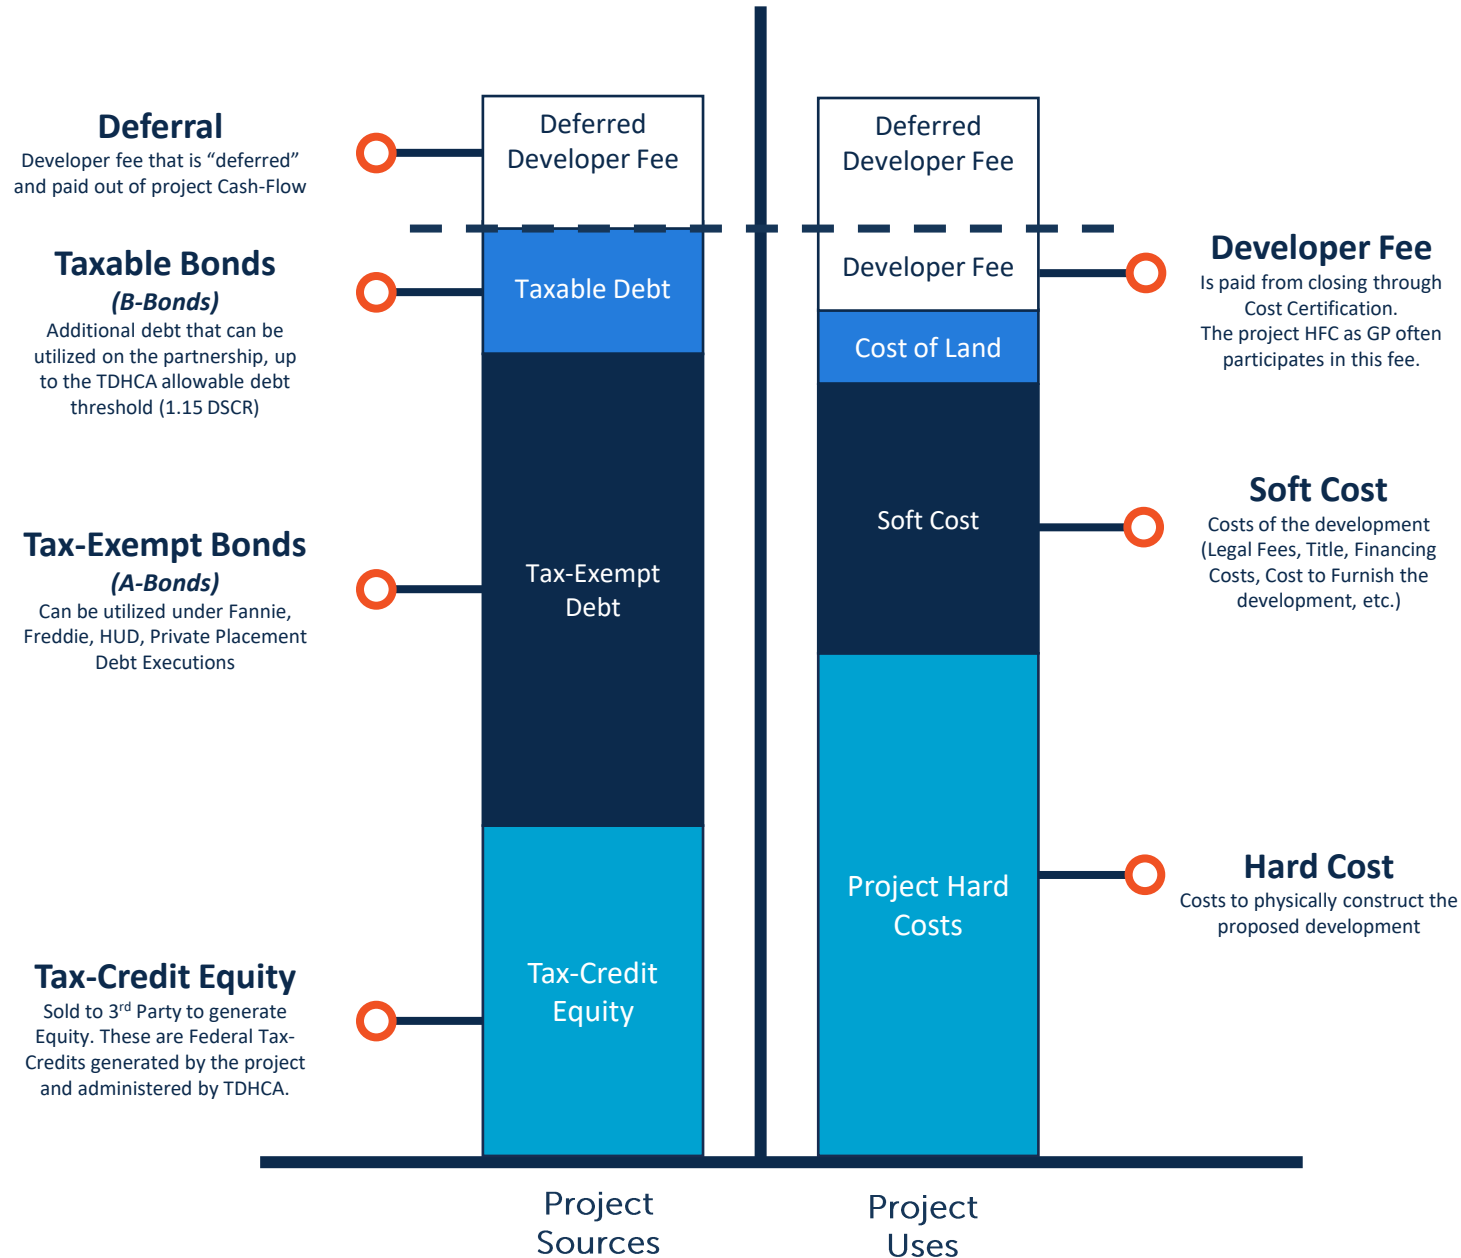 Deferral
Developer fee that is “deferred”
and paid out of project Cash-Flow
Taxable Bonds
(B-Bonds)
Additional debt that can be
utilized on the partnership, up
to the TDHCA allowable debt
threshold (1.15 DSCR)
Tax-Exempt Bonds
(A-Bonds)
Can be utilized under Fannie,
Freddie, HUD, Private Placement
Debt Executions
Tax-Credit Equity
Sold to 3rd Party to generate
Equity. These are Federal Tax-
Credits generated by the project
and administered by TDHCA.
Deferred
Developer Fee
Taxable Debt
Tax-Exempt
Debt
Tax-Credit
Equity
Project
Sources
Deferred
Developer Fee
Developer Fee
Cost of Land
Soft Cost
Project Hard
Costs
Project
Uses
Developer Fee
Is paid from closing through
Cost Certification.
The project HFC as GP often
participates in this fee.
Soft Cost
Costs of the development
(Legal Fees, Title, Financing
Costs, Cost to Furnish the
development, etc.)
Hard Cost
Costs to physically construct the
proposed development